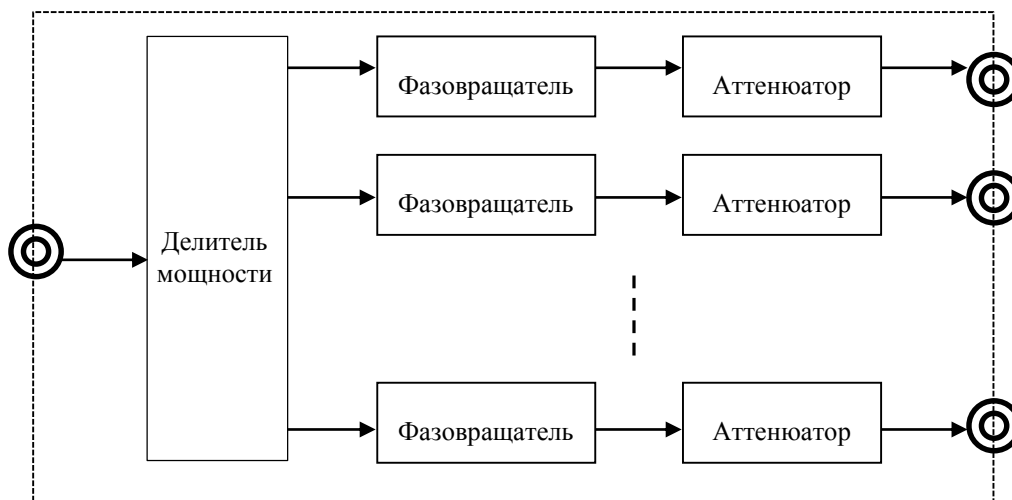 Фазовращатель
Аттенюатор
Фазовращатель
Аттенюатор
Делитель
мощности
Фазовращатель
Аттенюатор